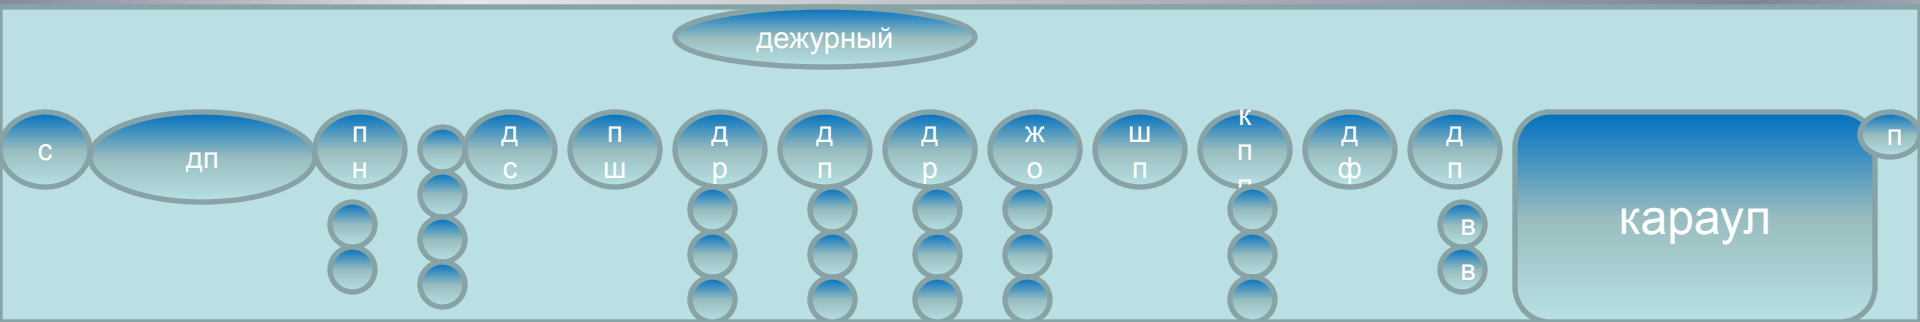 дежурный
с
дп
п
н
д
с
п
ш
д
р
д
п
д
р
ж
о
ш
п
к
п
п
д
ф
д
п
в
в
караул
п